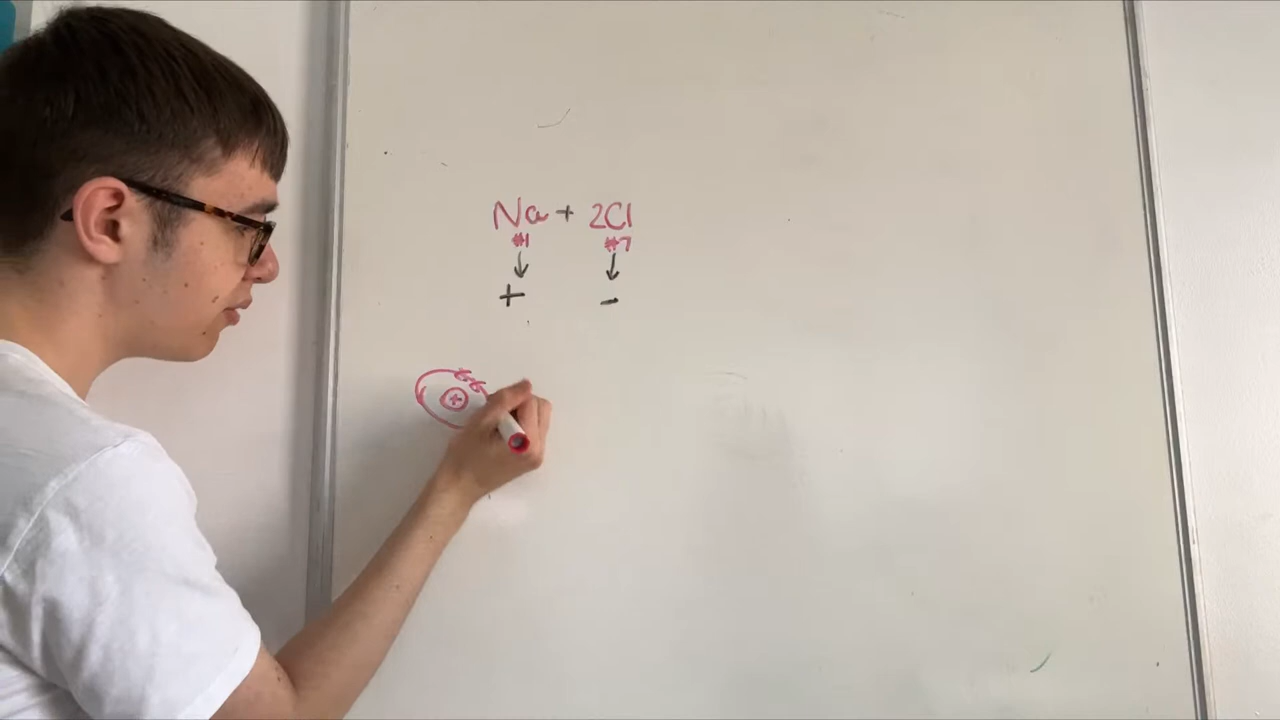 Na + 2Cl
#1 #7
↓ ↓
+ -
+